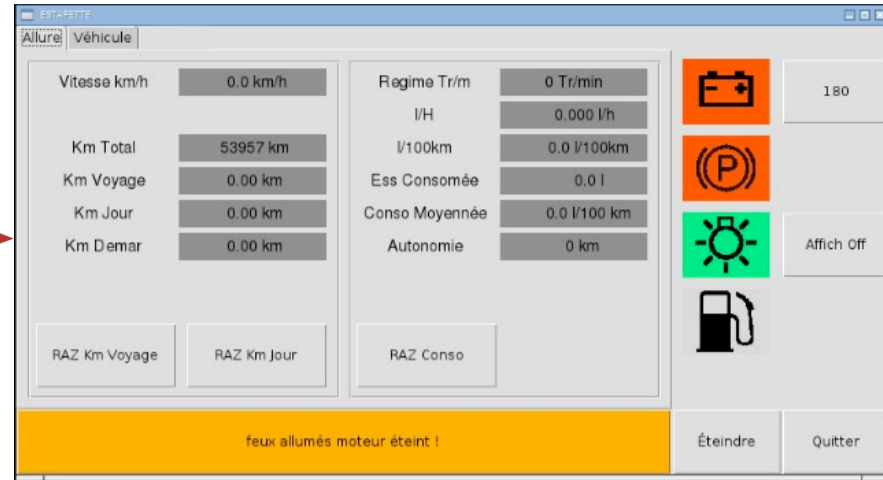 ESTAFETTE
Allure Véhicule
Vitesse km/h 0.0 km/h
Km Total 53957 km
Km Voyage 0.00 km
Km Jour 0.00 km
Km Demar 0.00 km
RAZ Km Voyage
RAZ Km Jour
Regime Tr/m 0 Tr/min
l/H 0.000 l/h
l/100km 0.0 l/100km
Ess Consomée 0.0 l
Conso Moyennée 0.0 l/100 km
Autonomie 0 km
RAZ Conso
(P)
180
Affich Off
feux allumés moteur éteint !
Éteindre
Quitter